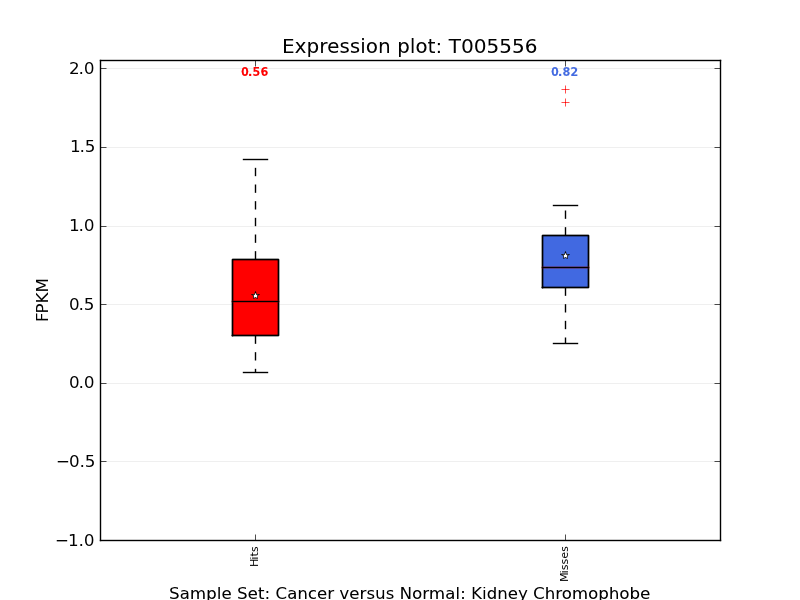 Expression plot: T005556
2.0
0.56
0.82
1.5
1.0
0.5
0.0
−0.5
−1.0
FPKM
Hits
Misses
Sample Set: Cancer versus Normal: Kidney Chromophobe